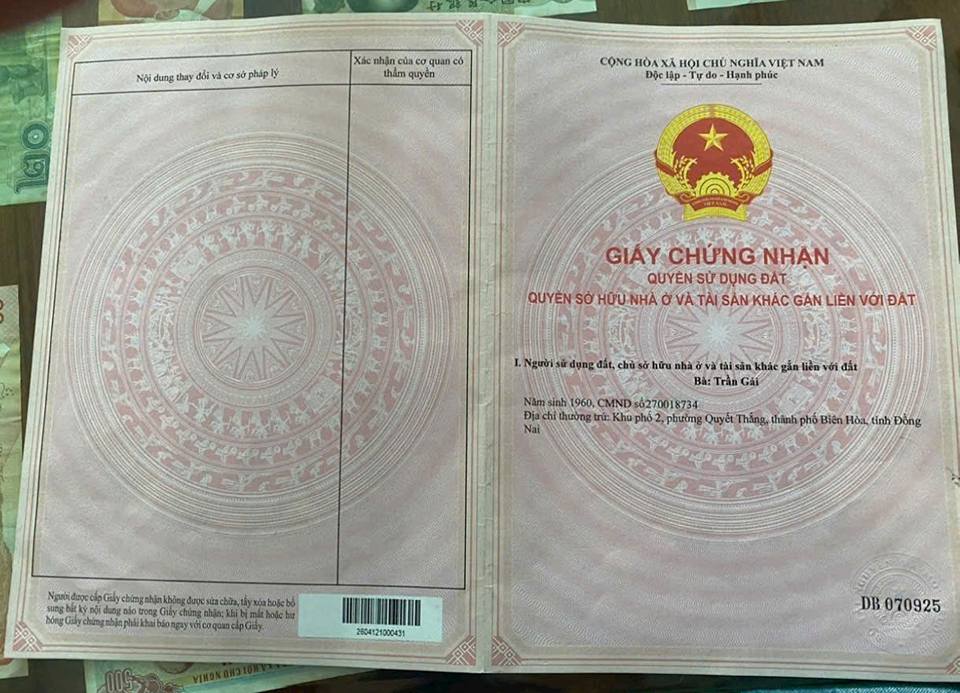 Nội dung thay đổi và cơ sở pháp lý
Xác nhận của cơ quan có
thẩm quyền
Người được cấp Giấy chứng nhận không được sửa chữa, tẩy xóa hoặc bổ
sung bất kỳ nội dung nào trong Giấy chứng nhận; khi bị mất hoặc hư
hỏng Giấy chứng nhận phải khai báo ngay với cơ quan cấp Giấy.
2604121000431
CỘNG HÒA XÃ HỘI CHỦ NGHĨA VIỆT NAM
Độc lập - Tự do - Hạnh phúc
VIỆT NAM
GIẤY CHỨNG NHẬN
QUYỀN SỬ DỤNG ĐẤT
QUYỀN SỞ HỮU NHÀ Ở VÀ TÀI SẢN KHÁC GẮN LIỀN VỚI ĐẤT
I. Người sử dụng đất, chủ sở hữu nhà ở và tài sản khác gắn liền với đất
Bà: Trần Gái
Năm sinh 1960, CMND số270018734
Địa chỉ thường trú: Khu phố 2, phường Quyết Thắng, thành phố Biên Hòa, tỉnh Đồng
Nai
DB 070925
500